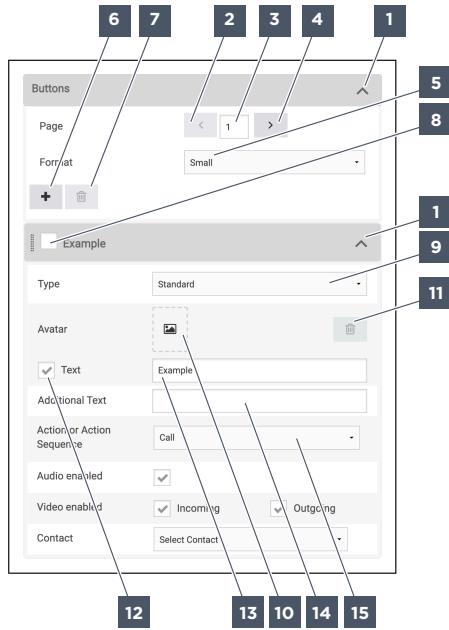 6 7 2 3 4 1
Buttons
5
Page 1
8
Format Small
1
Example
9
Type Standard
11
Avatar
Text Example
Additional Text
Action or Action
Sequence
Call
Audio enabled
Video enabled Incoming Outgoing
Contact Select Contact
12 13 10 14 15